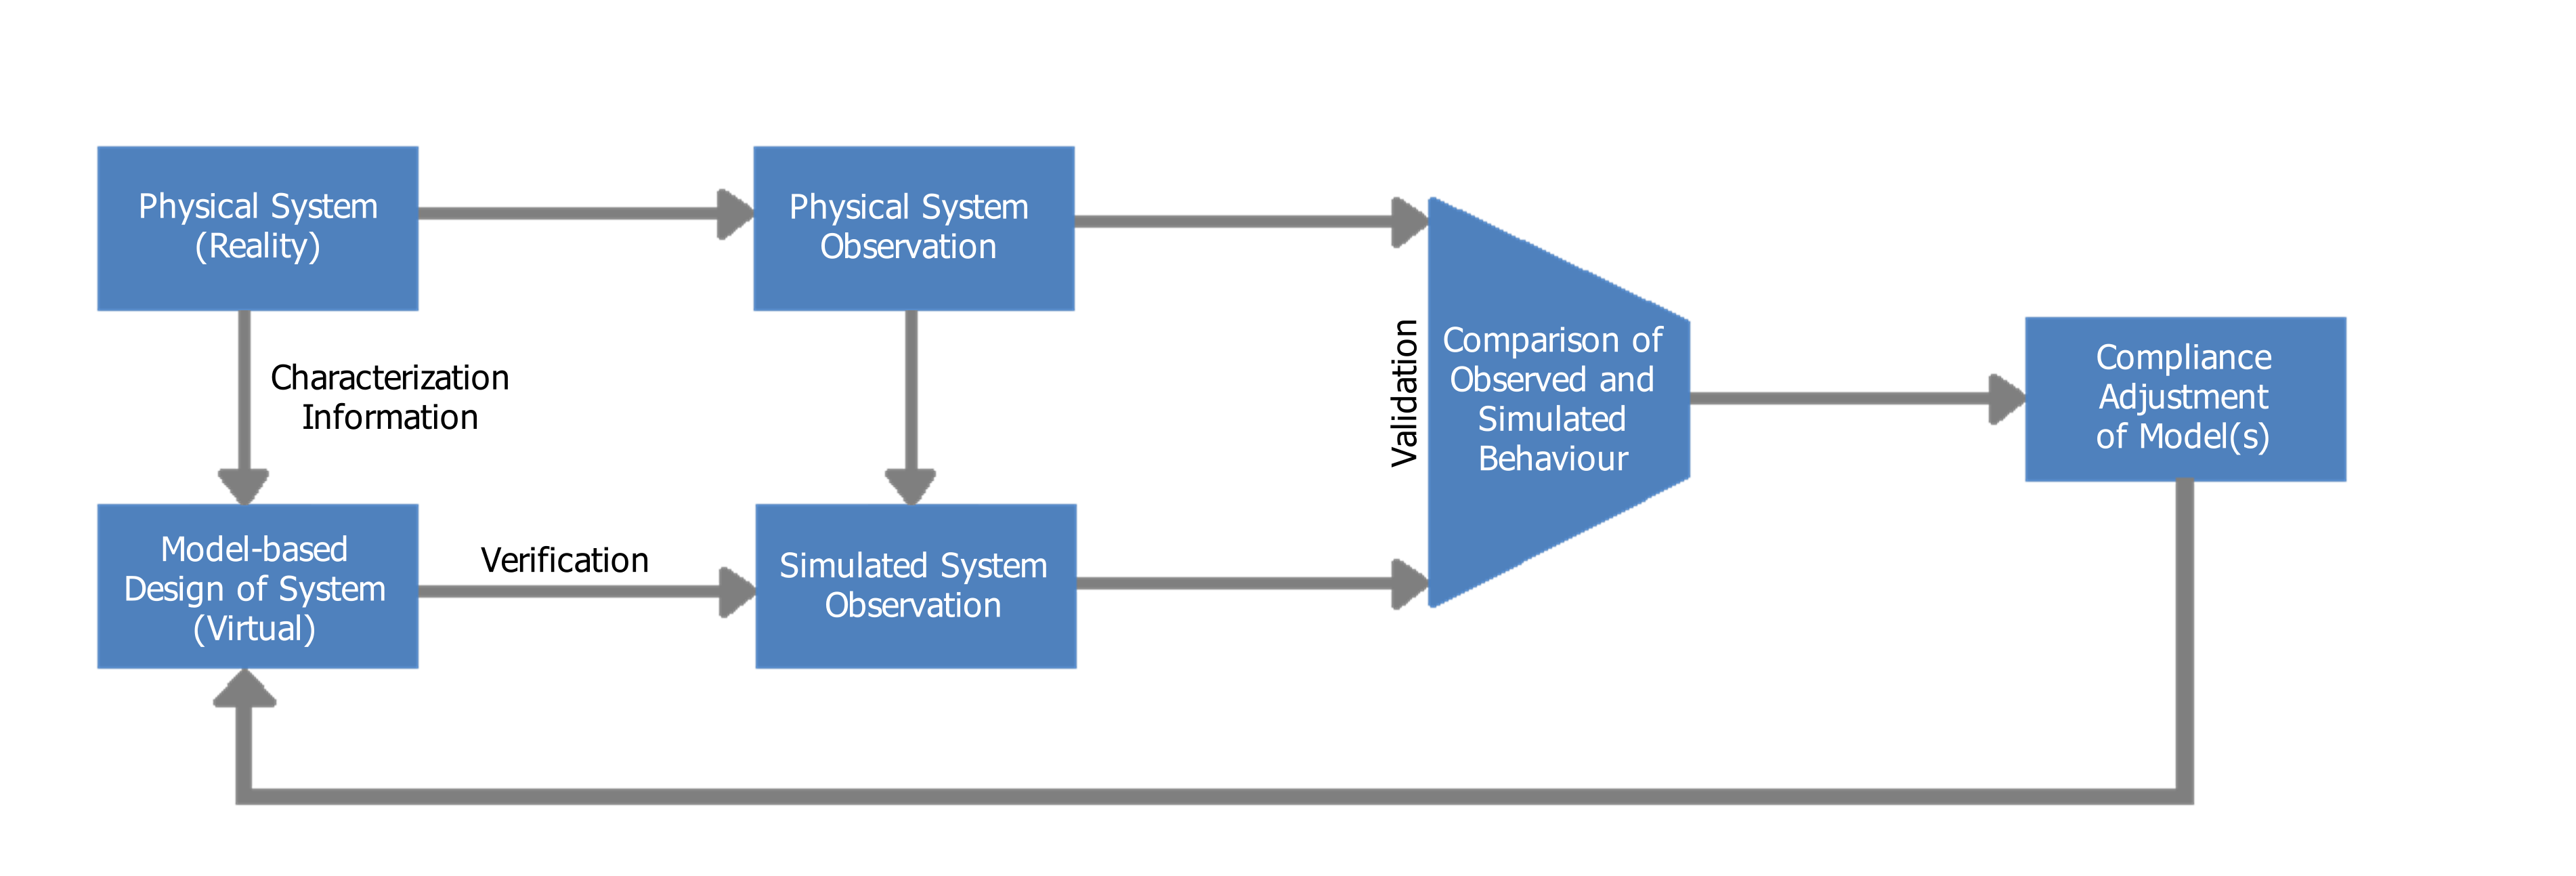 Physical System
(Reality)
Physical System
Observation
Characterization
Information
Validation
Comparison of
Observed and
Simulated
Behaviour
Compliance
Adjustment
of Model(s)
Model-based
Design of System
(Virtual)
Verification
Simulated System
Observation